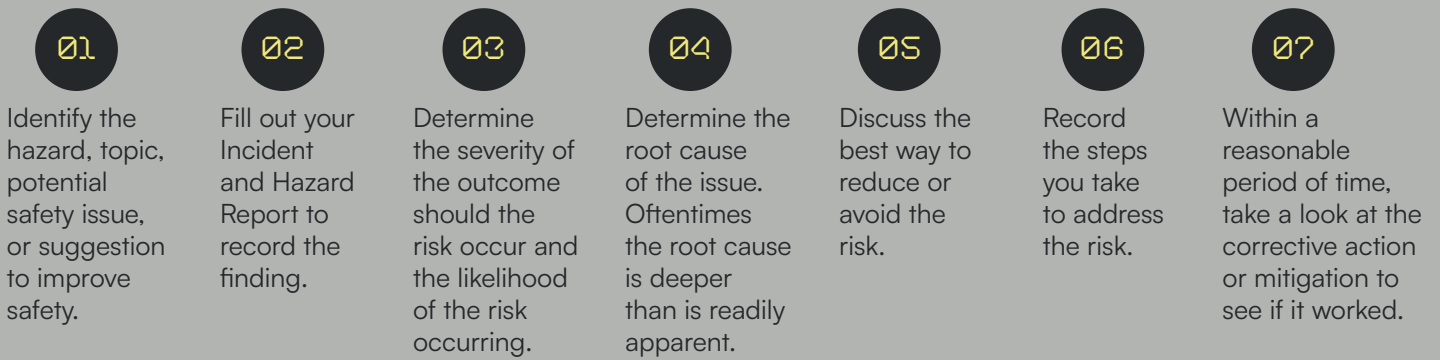 01
Identify the
hazard, topic,
potential
safety issue,
or suggestion
to improve
safety.
02
Fill out your
Incident
and Hazard
Report to
record the
finding.
03
Determine
the severity of
the outcome
should the
risk occur and
the likelihood
of the risk
occurring.
04
Determine the
root cause
of the issue.
Oftentimes
the root cause
is deeper
than is readily
apparent.
05
Discuss the
best way to
reduce or
avoid the
risk.
06
Record
the steps
you take
to address
the risk.
07
Within a
reasonable
period of time,
take a look at the
corrective action
or mitigation to
see if it worked.